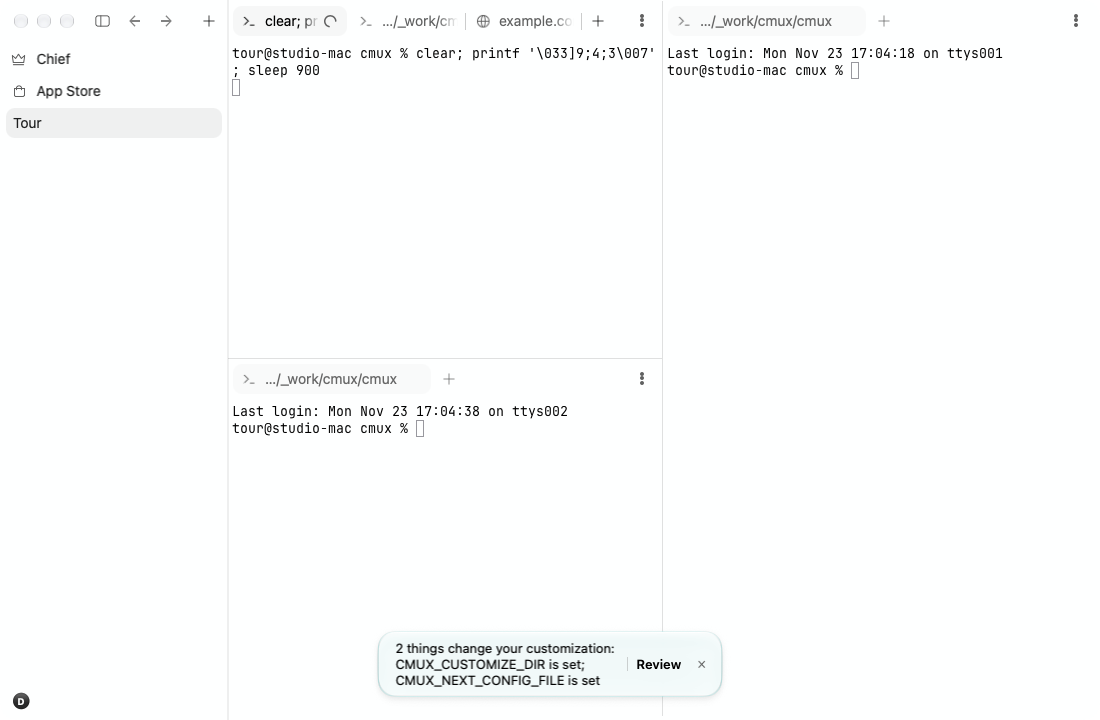 Chief
App Store
Tour
D
clear; pr
.../_work/cm
example.co
tour@studio-mac cmux % clear; printf '\033]9;4;3\007'
; sleep 900
.../_work/cmux/cmux
Last login: Mon Nov 23 17:04:38 on ttys002
tour@studio-mac cmux %
.../_work/cmux/cmux
Last login: Mon Nov 23 17:04:18 on ttys001
tour@studio-mac cmux %
2 things change your customization:
CMUX_CUSTOMIZE_DIR is set;
CMUX_NEXT_CONFIG_FILE is set
Review